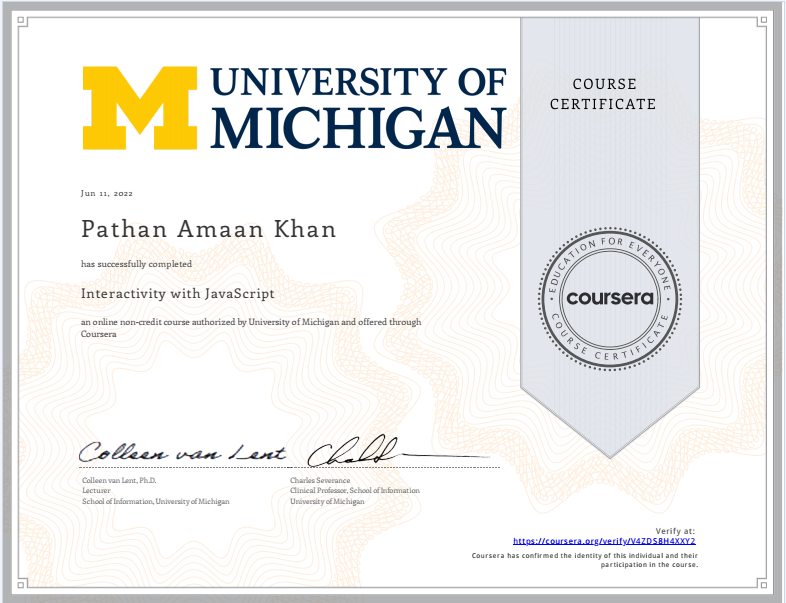 UNIVERSITY OF
MICHIGAN
COURSE
CERTIFICATE
Jun 11, 2022
Pathan Amaan Khan
has successfully completed
Interactivity with JavaScript
an online non-credit course authorized by University of Michigan and offered through
Coursera
EDUCATION FOR EVERYONE
coursera
COURSE CERTIFICATE
Colleen van Lent
Colleen van Lent, Ph.D.
Lecturer
School of Information, University of Michigan
Charles Severance
Clinical Professor, School of Information
University of Michigan
Verify at:
https://coursera.org/verify/V4ZDS8H4XXY2
Coursera has confirmed the identity of this individual and their
participation in the course.